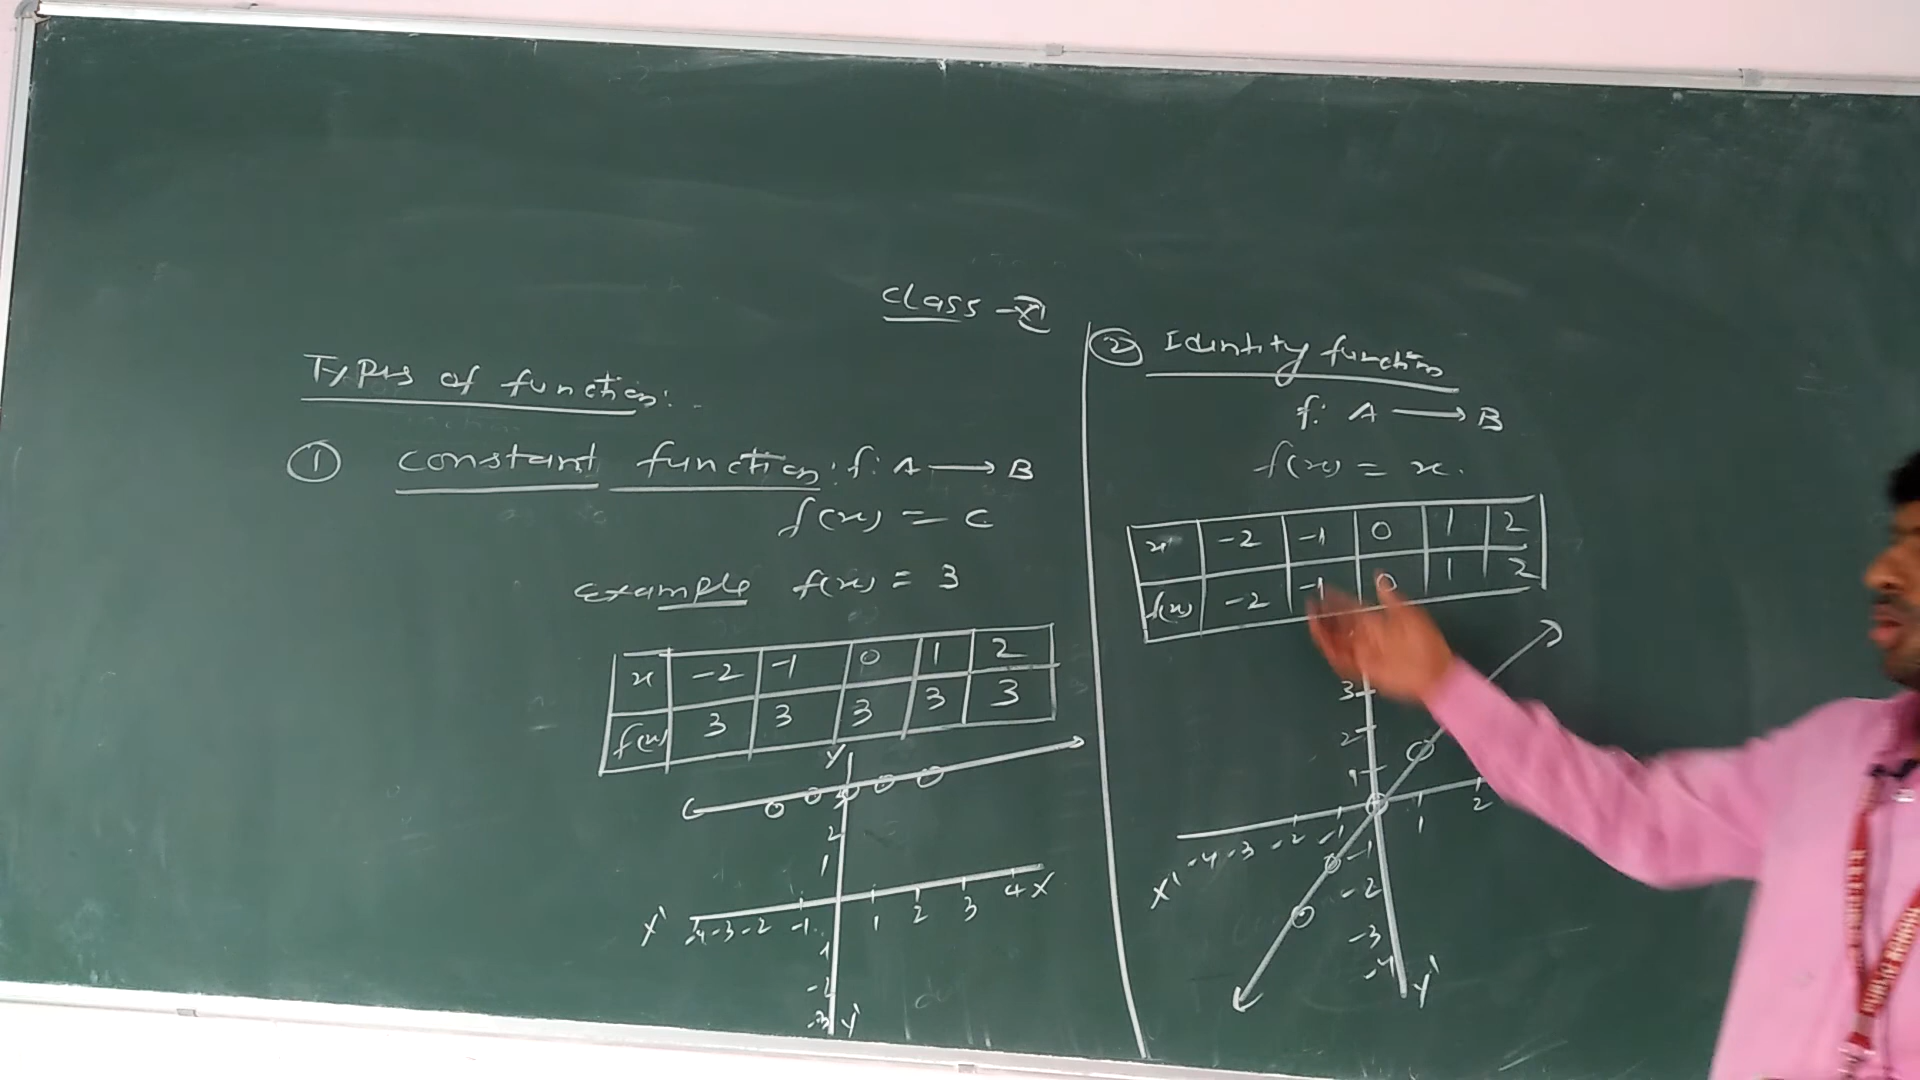 Class - XI
Types of function:
① constant function: f: A → B
f(x) = c
Example f(x) = 3
x -2 -1 0 1 2
f(x) 3 3 3 3 3
Y
3
2
1
X' -4 -3 -2 -1 1 2 3 4 X
-1
-2
-3 Y'
② Identity function
f: A → B
f(x) = x.
x -2 -1 0 1 2
f(x) -2 -1 0 1 2
3
2
1
X' -4 -3 -2 -1 1 2
-1
-2
-3
-4 Y'